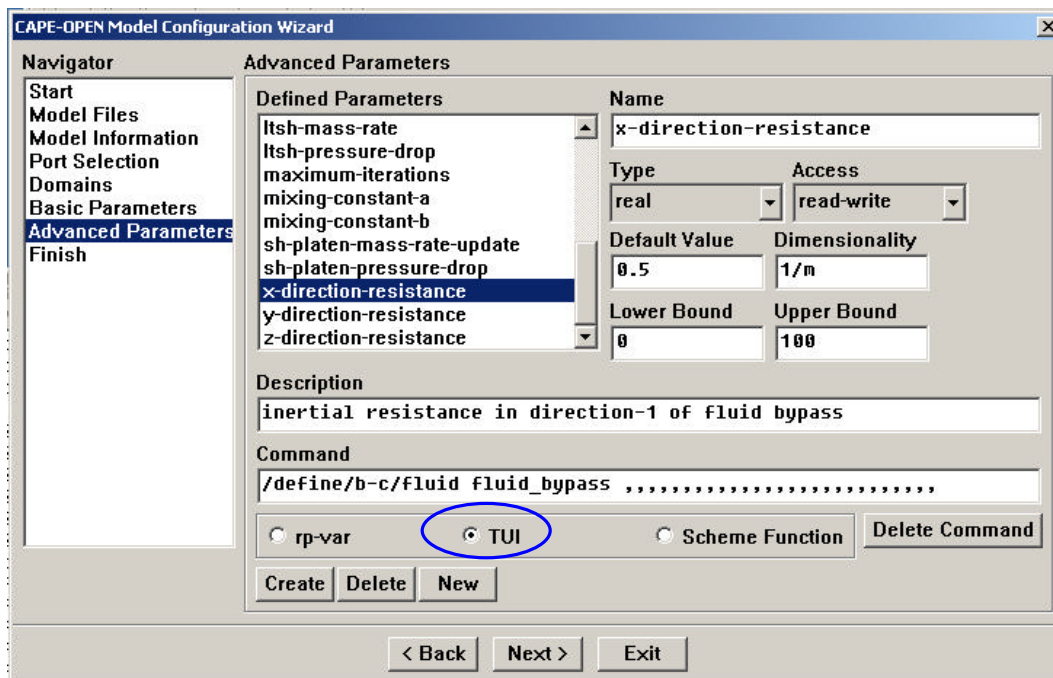 CAPE-OPEN Model Configuration Wizard
Navigator
Start
Model Files
Model Information
Port Selection
Domains
Basic Parameters
Advanced Parameters
Finish
Advanced Parameters
Defined Parameters
ltsh-mass-rate
ltsh-pressure-drop
maximum-iterations
mixing-constant-a
mixing-constant-b
sh-platen-mass-rate-update
sh-platen-pressure-drop
x-direction-resistance
y-direction-resistance
z-direction-resistance
Name
x-direction-resistance
Type Access
real read-write
Default Value Dimensionality
0.5 1/m
Lower Bound Upper Bound
0 100
Description
inertial resistance in direction-1 of fluid bypass
Command
/define/b-c/fluid fluid_bypass ,,,,,,,,,,,,,,,,,,,,,,,,,,,
rp-var TUI Scheme Function Delete Command
Create Delete New
< Back Next > Exit